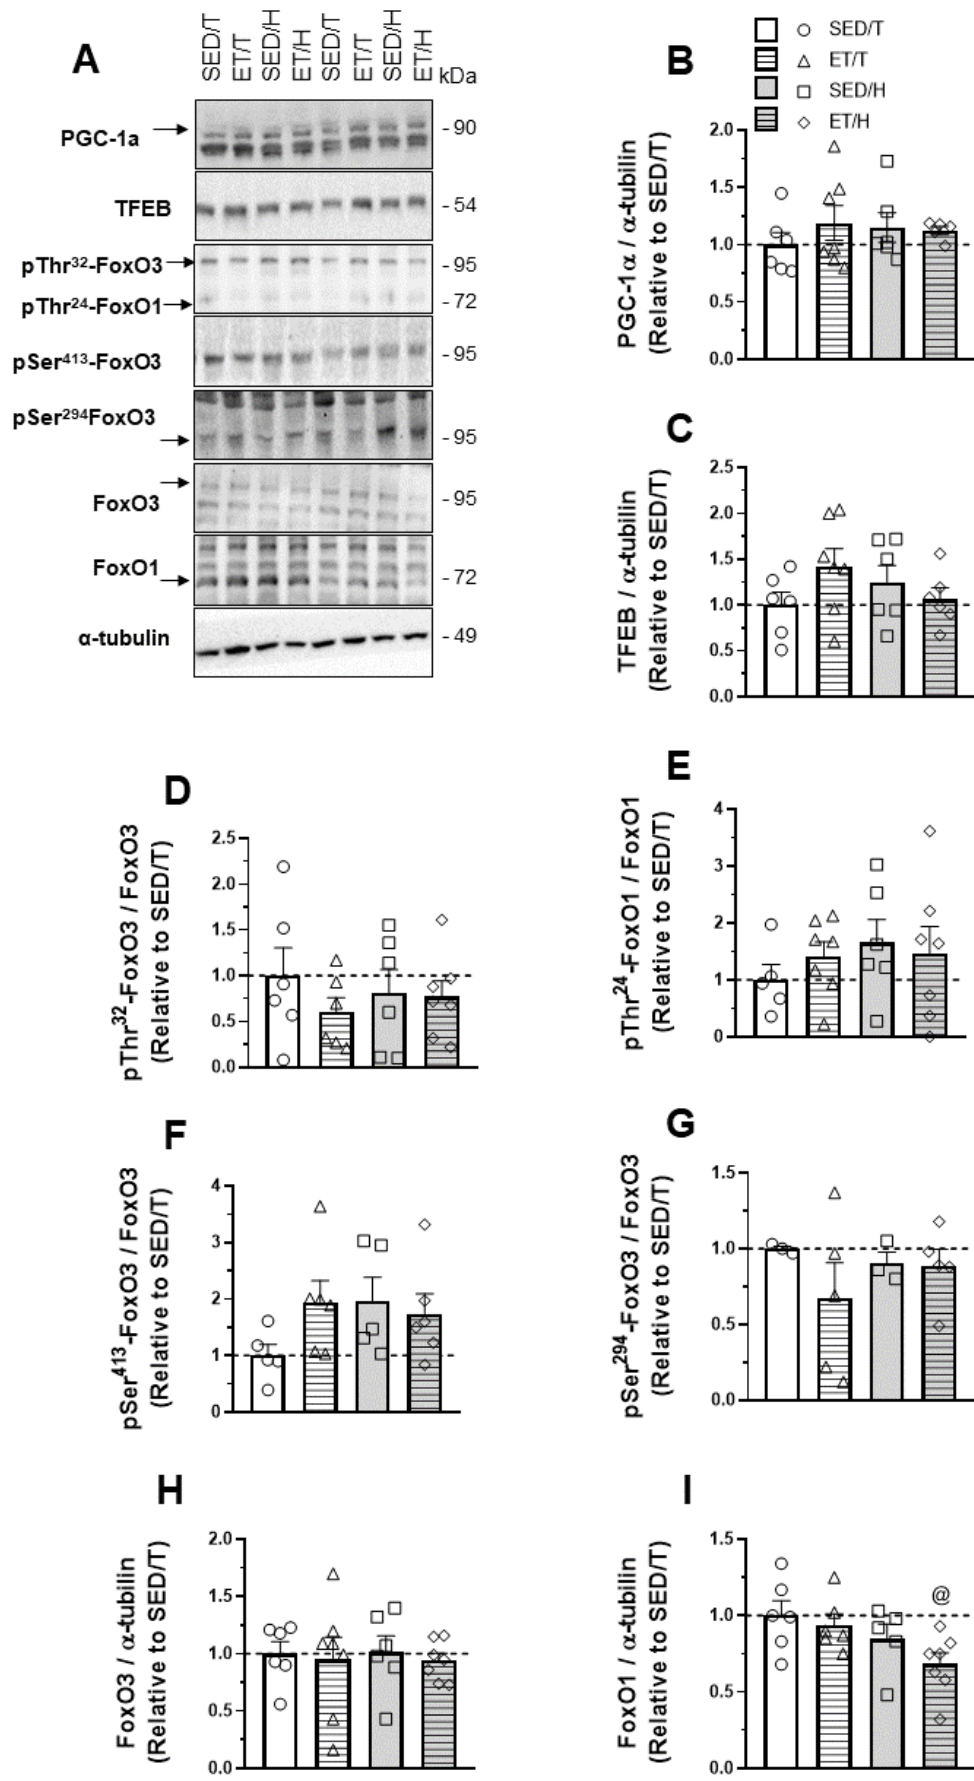 A
SED/T ET/T SED/H ET/H SED/T ET/T SED/H ET/H
kDa
PGC-1a
- 90
TFEB
- 54
pThr³²-FoxO3
- 95
pThr²⁴-FoxO1
- 72
pSer⁴¹³-FoxO3
- 95
pSer²⁹⁴FoxO3
- 95
FoxO3
- 95
FoxO1
- 72
α-tubulin
- 49
SED/T
ET/T
SED/H
ET/H
B
PGC-1α / α-tubilin
(Relative to SED/T)
2.0
1.5
1.0
0.5
0.0
C
TFEB / α-tubilin
(Relative to SED/T)
2.5
2.0
1.5
1.0
0.5
0.0
D
pThr³²-FoxO3 / FoxO3
(Relative to SED/T)
2.5
2.0
1.5
1.0
0.5
0.0
E
pThr²⁴-FoxO1 / FoxO1
(Relative to SED/T)
4
3
2
1
0
F
pSer⁴¹³-FoxO3 / FoxO3
(Relative to SED/T)
4
3
2
1
0
G
pSer²⁹⁴-FoxO3 / FoxO3
(Relative to SED/T)
1.5
1.0
0.5
0.0
H
FoxO3 / α-tubilin
(Relative to SED/T)
2.0
1.5
1.0
0.5
0.0
I
FoxO1 / α-tubilin
(Relative to SED/T)
1.5
1.0
0.5
0.0
@